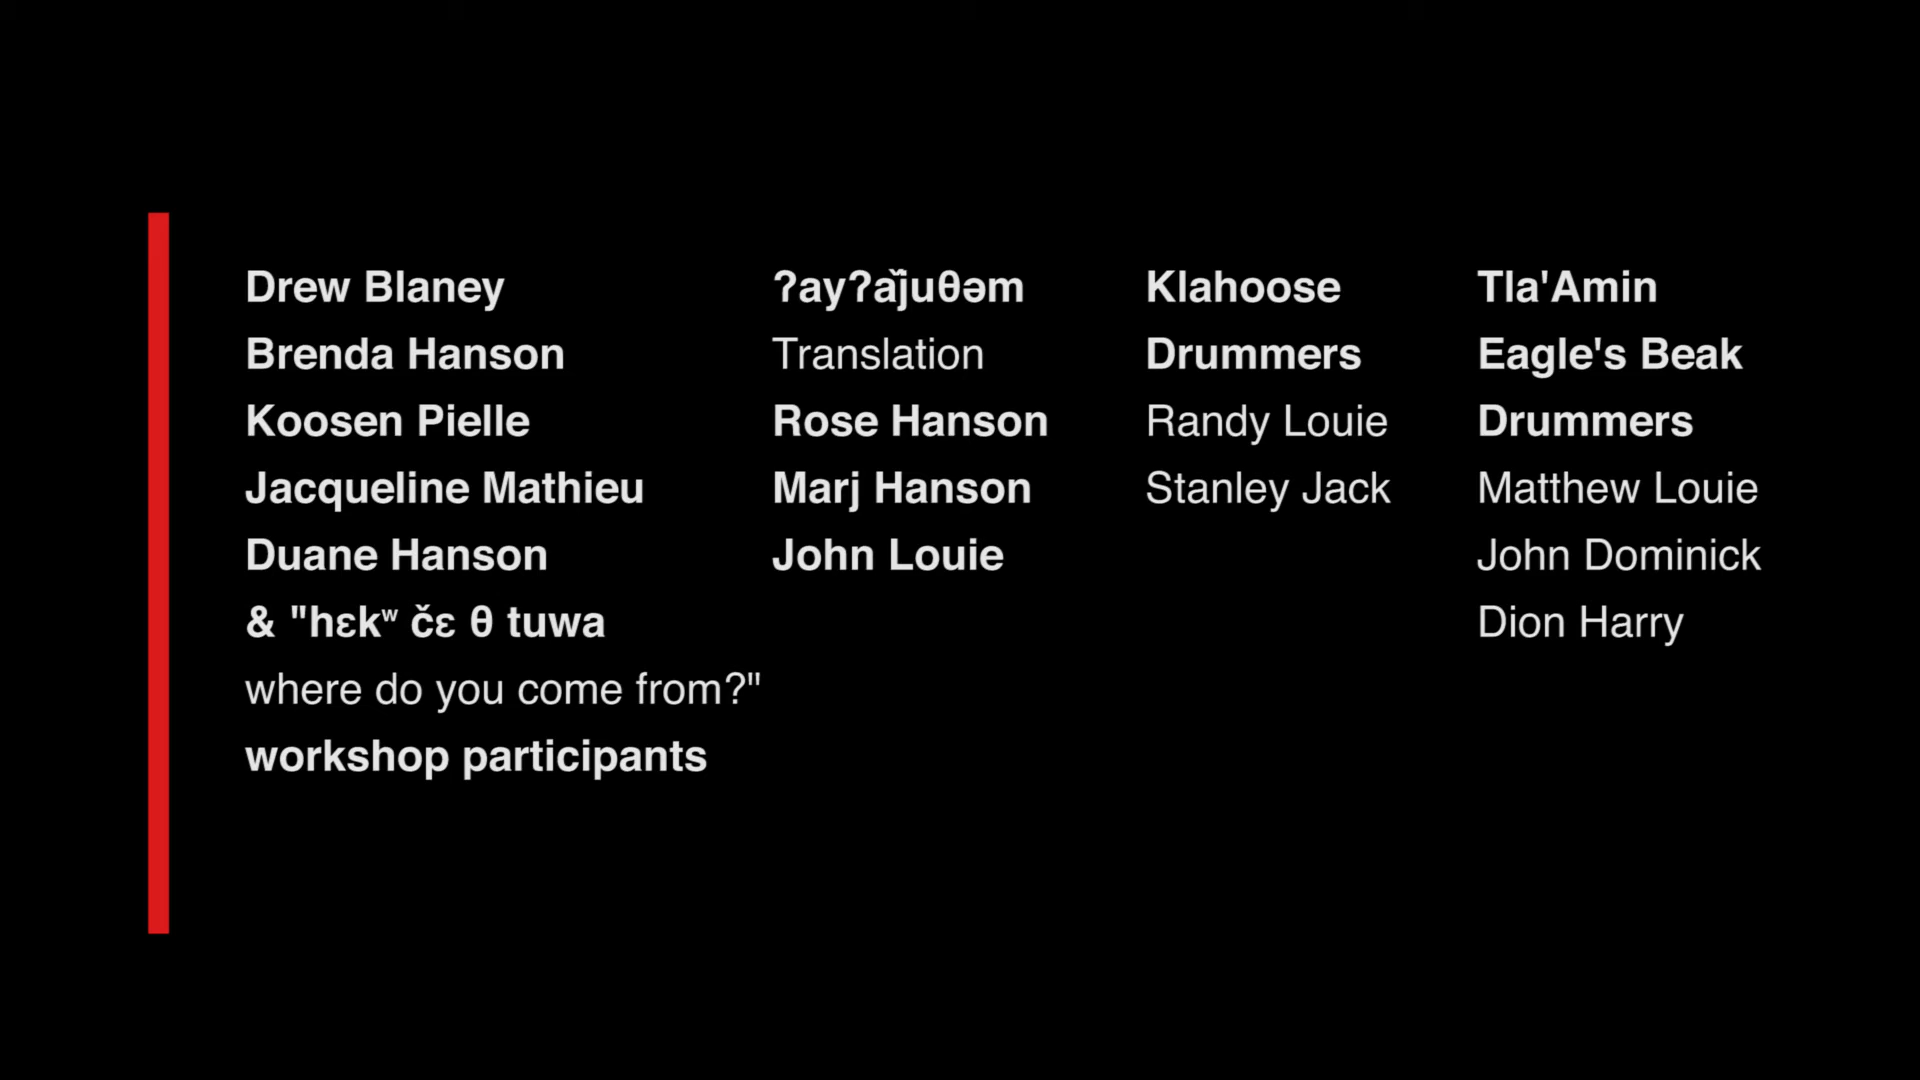 Drew Blaney
Brenda Hanson
Koosen Pielle
Jacqueline Mathieu
Duane Hanson
& "hɛkʷ čɛ θ tuwa
where do you come from?"
workshop participants
ʔayʔaǰuθəm
Translation
Rose Hanson
Marj Hanson
John Louie
Klahoose
Drummers
Randy Louie
Stanley Jack
Tla'Amin
Eagle's Beak
Drummers
Matthew Louie
John Dominick
Dion Harry